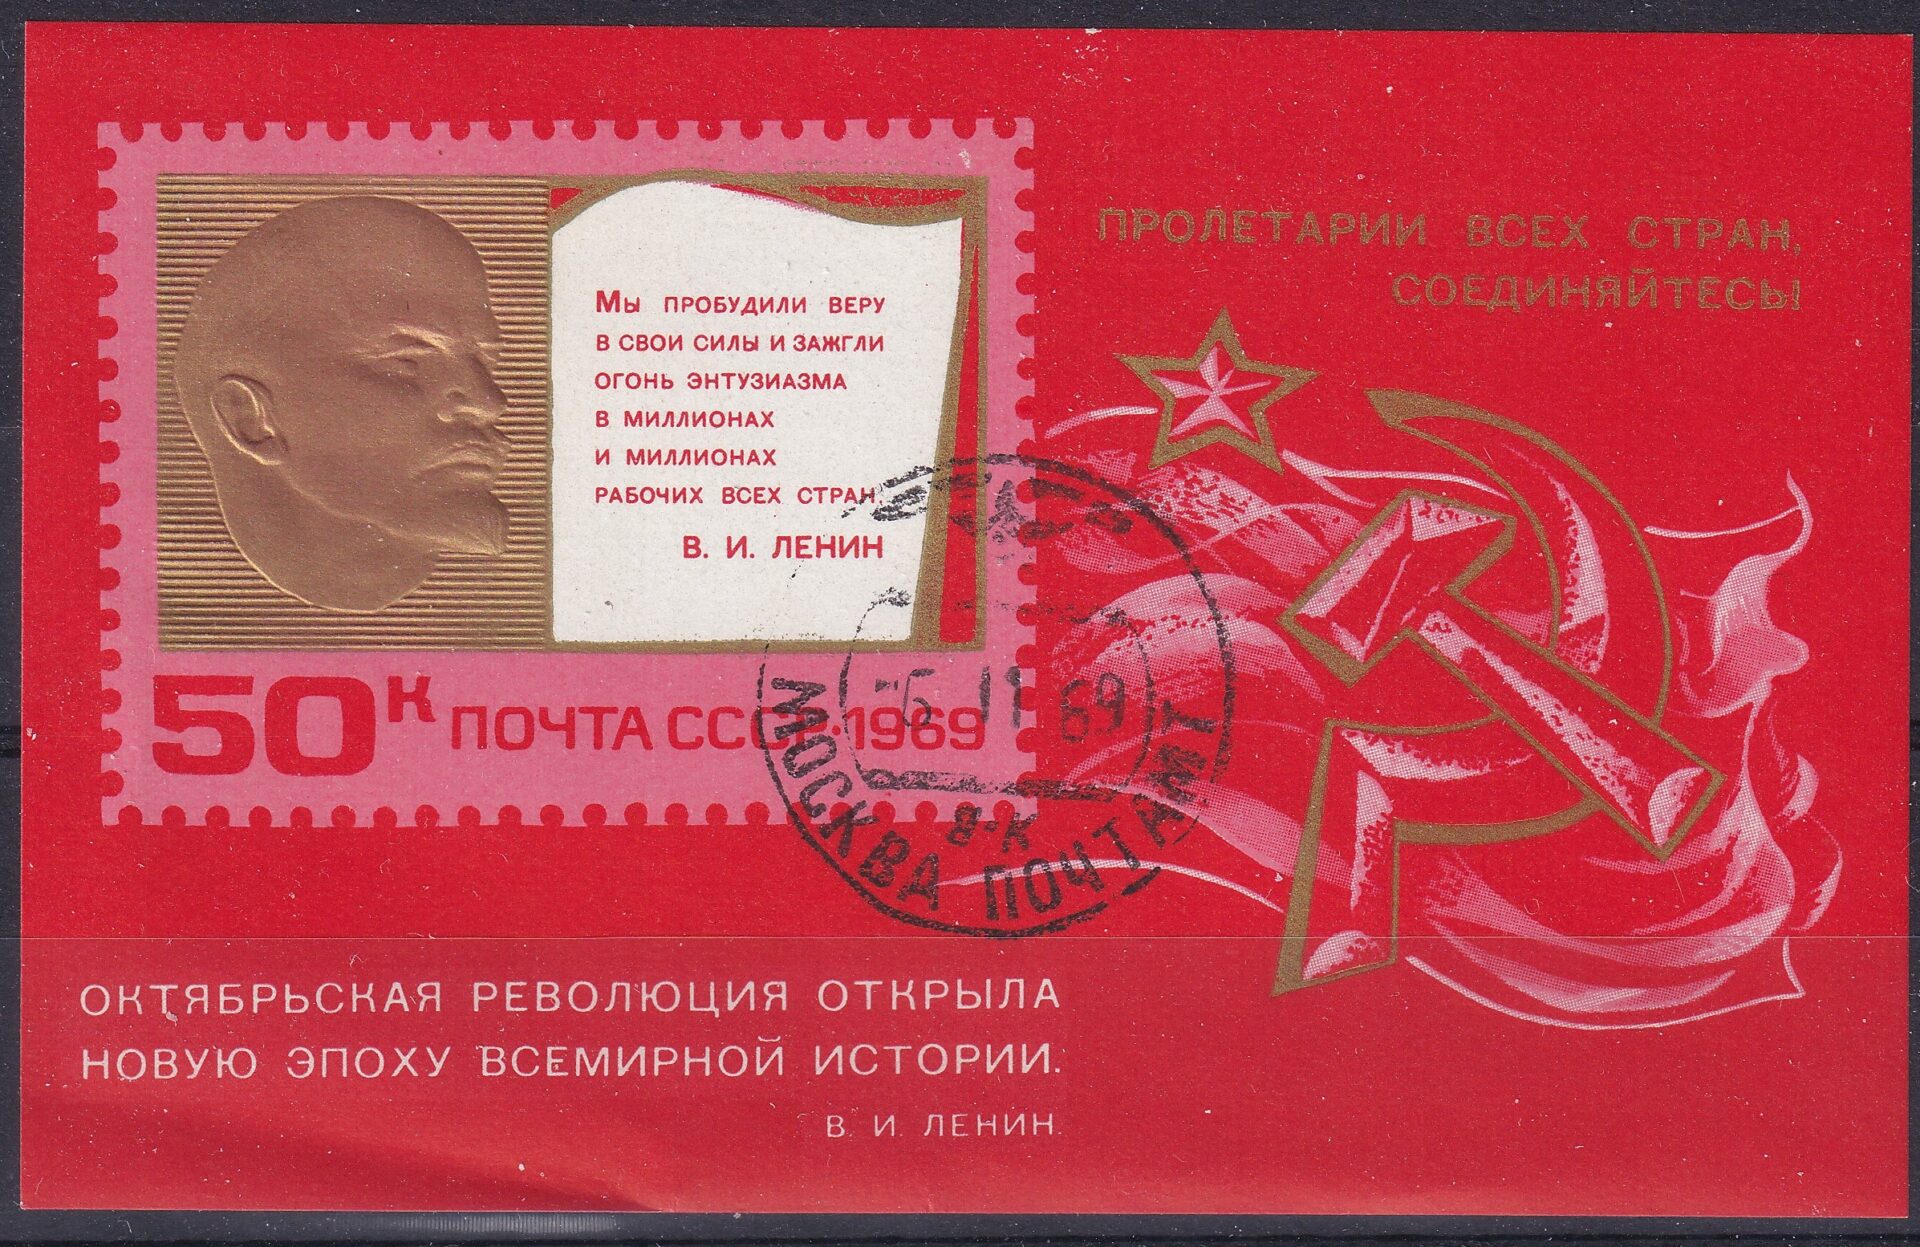 ПРОЛЕТАРИИ ВСЕХ СТРАН,
СОЕДИНЯЙТЕСЬ!
Мы пробудили веру
в свои силы и зажгли
огонь энтузиазма
в миллионах
и миллионах
рабочих всех стран.
В. И. ЛЕНИН
50К ПОЧТА СССР·1969
69
в-к
МОСКВА ПОЧТАМТ
ОКТЯБРЬСКАЯ РЕВОЛЮЦИЯ ОТКРЫЛА
НОВУЮ ЭПОХУ ВСЕМИРНОЙ ИСТОРИИ.
В. И. ЛЕНИН.